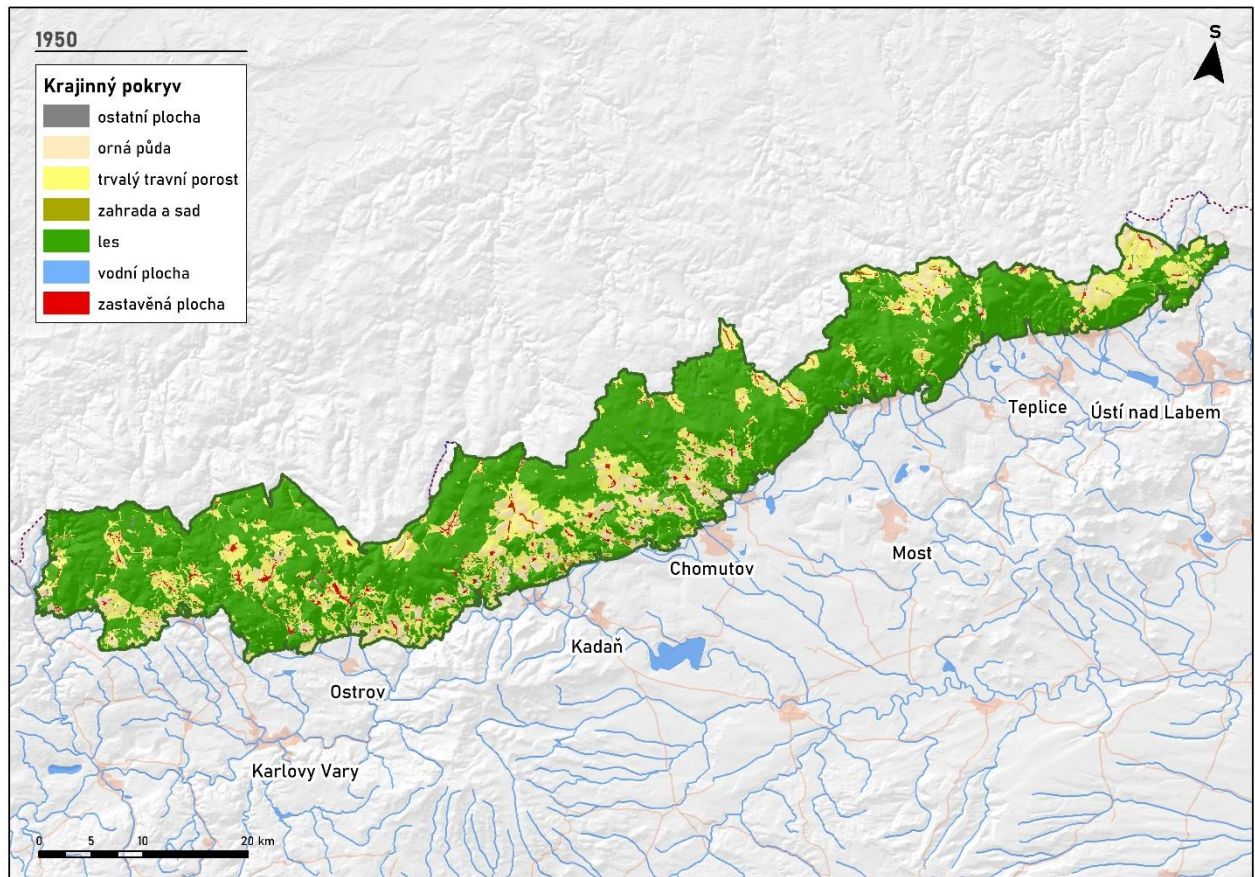 1950
Krajinný pokryv
ostatní plocha
orná půda
trvalý travní porost
zahrada a sad
les
vodní plocha
zastavěná plocha
S
Teplice
Ústí nad Labem
Most
Chomutov
Kadaň
Ostrov
Karlovy Vary
0 5 10 20 km